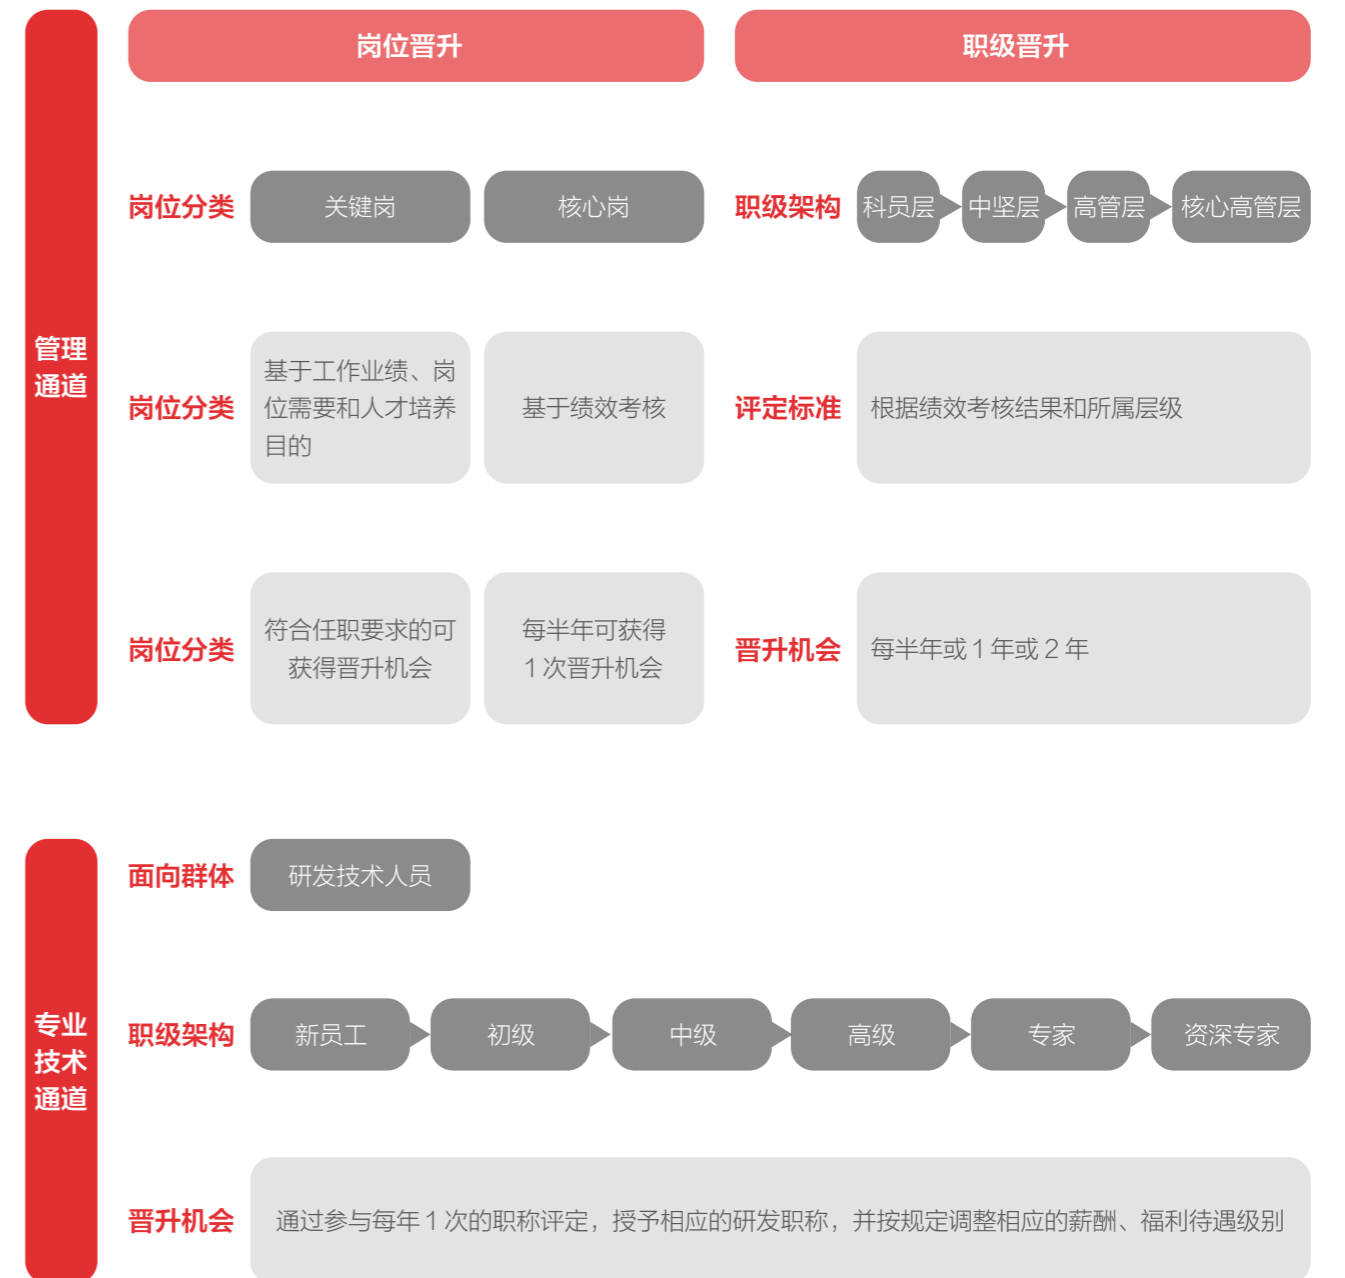 管理
通道
岗位晋升
职级晋升
岗位分类
关键岗
核心岗
职级架构
科员层
中坚层
高管层
核心高管层
岗位分类
基于工作业绩、岗
位需要和人才培养
目的
基于绩效考核
评定标准
根据绩效考核结果和所属层级
岗位分类
符合任职要求的可
获得晋升机会
每半年可获得
1次晋升机会
晋升机会
每半年或1年或2年
专业
技术
通道
面向群体
研发技术人员
职级架构
新员工
初级
中级
高级
专家
资深专家
晋升机会
通过参与每年1次的职称评定，授予相应的研发职称，并按规定调整相应的薪酬、福利待遇级别